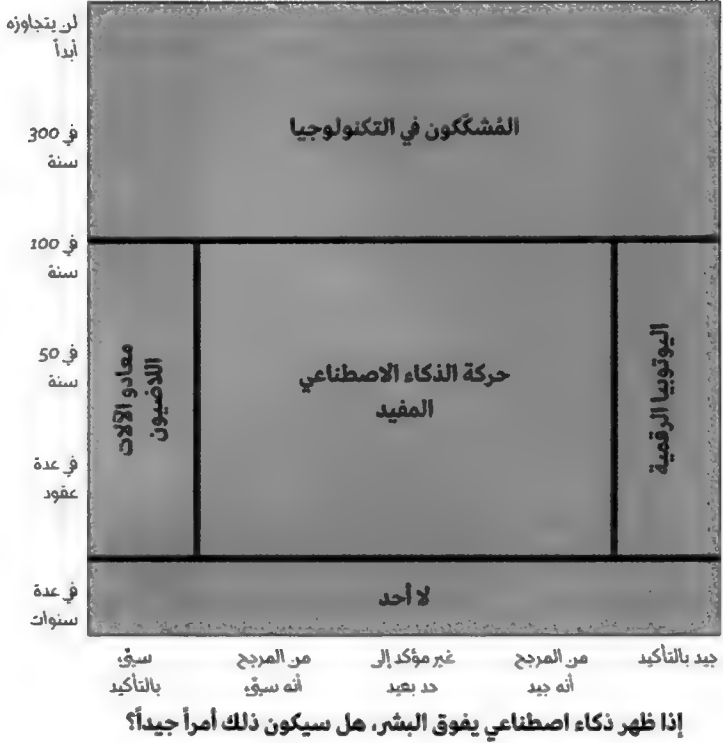 لن يتجاوزه
أبداً
في 300
سنة
في 100
سنة
في 50
سنة
في عدة
عقود
في عدة
سنوات
المُشكّكون في التكنولوجيا
معادو الآلات
اللاضيون
حركة الذكاء الاصطناعي
المفيد
اليوتوبيا الرقمية
لا أحد
سيّئ
بالتأكيد
من المرجح
أنه سيّئ
غير مؤكد إلى
حد بعيد
من المرجح
أنه جيد
جيد بالتأكيد
إذا ظهر ذكاء اصطناعي يفوق البشر، هل سيكون ذلك أمراً جيداً؟